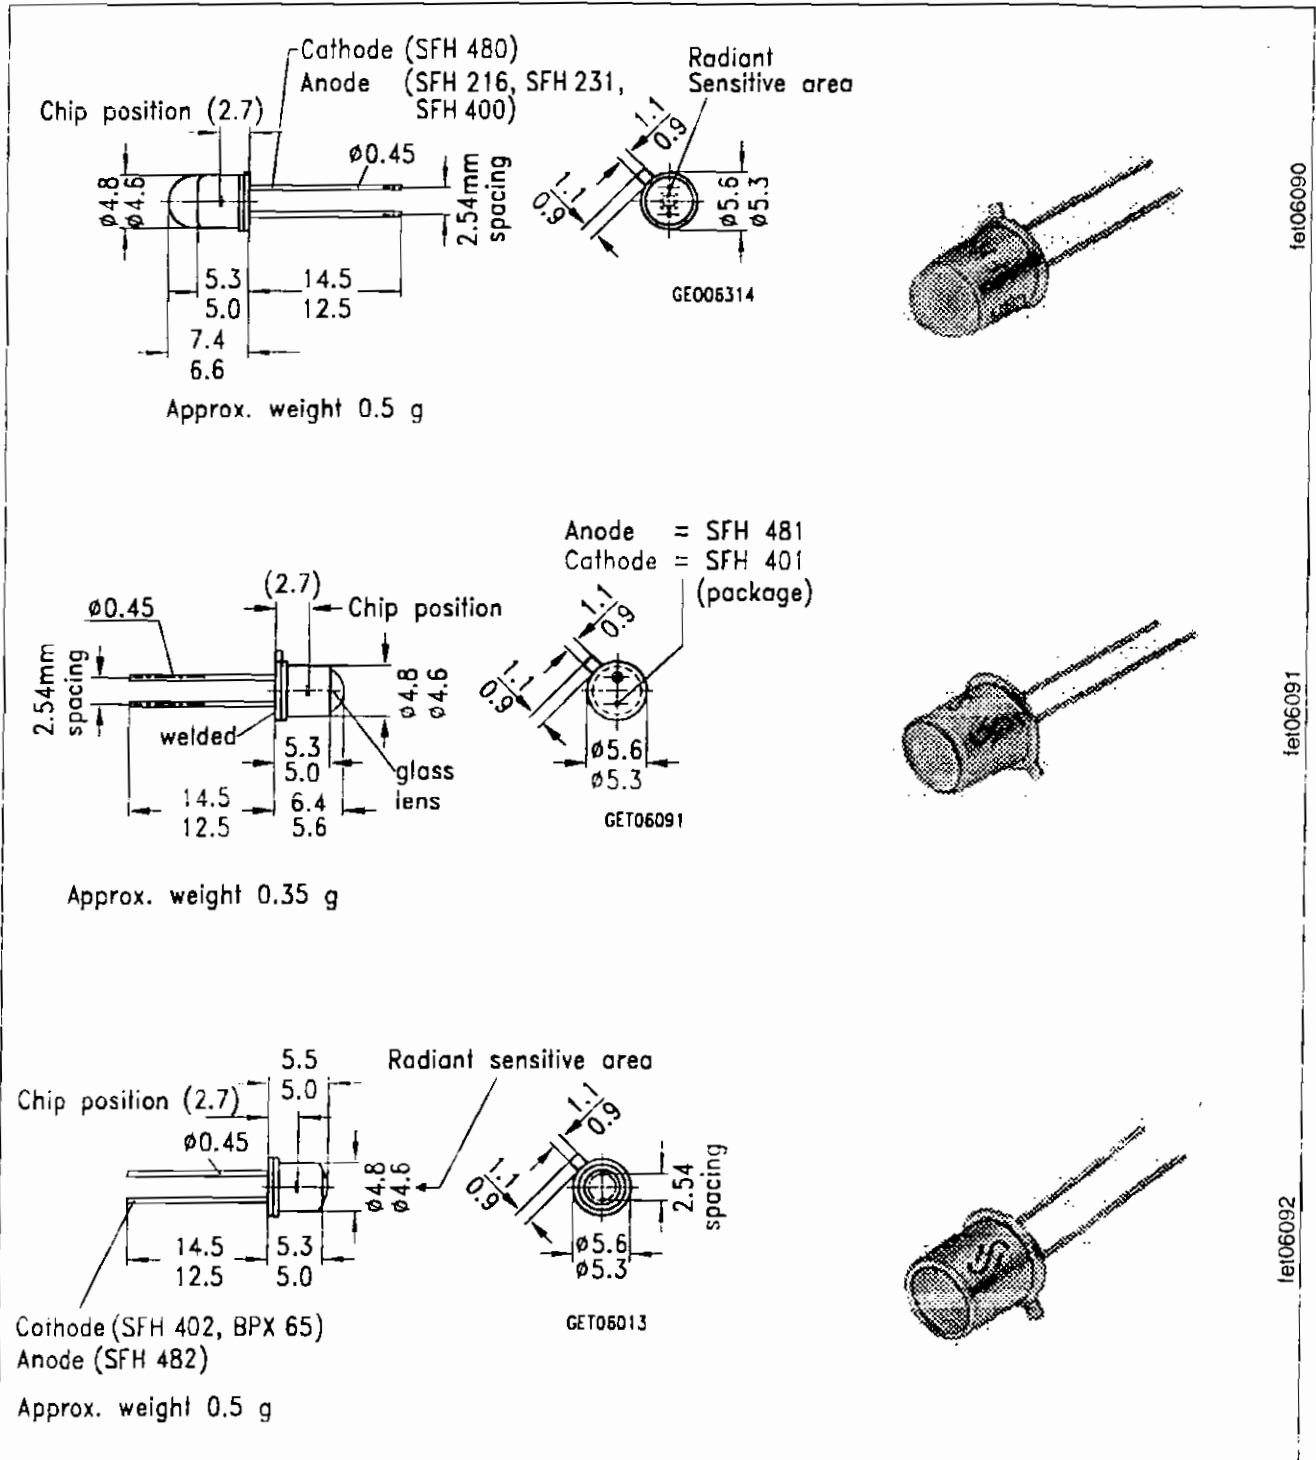 Cathode (SFH 480)
Anode (SFH 216, SFH 231,
SFH 400)
Radiant
Sensitive area
Chip position (2.7)
ø0.45
ø4.8
ø4.6
2.54mm
spacing
1.1
0.9
1.1
0.9
ø5.6
ø5.3
5.3
5.0
14.5
12.5
7.4
6.6
GEO06314
Approx. weight 0.5 g
fet06090
Anode = SFH 481
Cathode = SFH 401
(package)
(2.7)
Chip position
ø0.45
2.54mm
spacing
ø4.8
ø4.6
1.1
0.9
1.1
0.9
welded
5.3
5.0
glass
lens
14.5
12.5
6.4
5.6
ø5.6
ø5.3
GET06091
Approx. weight 0.35 g
fet06091
5.5
5.0
Radiant sensitive area
Chip position (2.7)
ø0.45
ø4.8
ø4.6
1.1
0.9
1.1
0.9
2.54
spacing
14.5
12.5
5.3
5.0
ø5.6
ø5.3
GET06013
Cathode (SFH 402, BPX 65)
Anode (SFH 482)
Approx. weight 0.5 g
fet06092